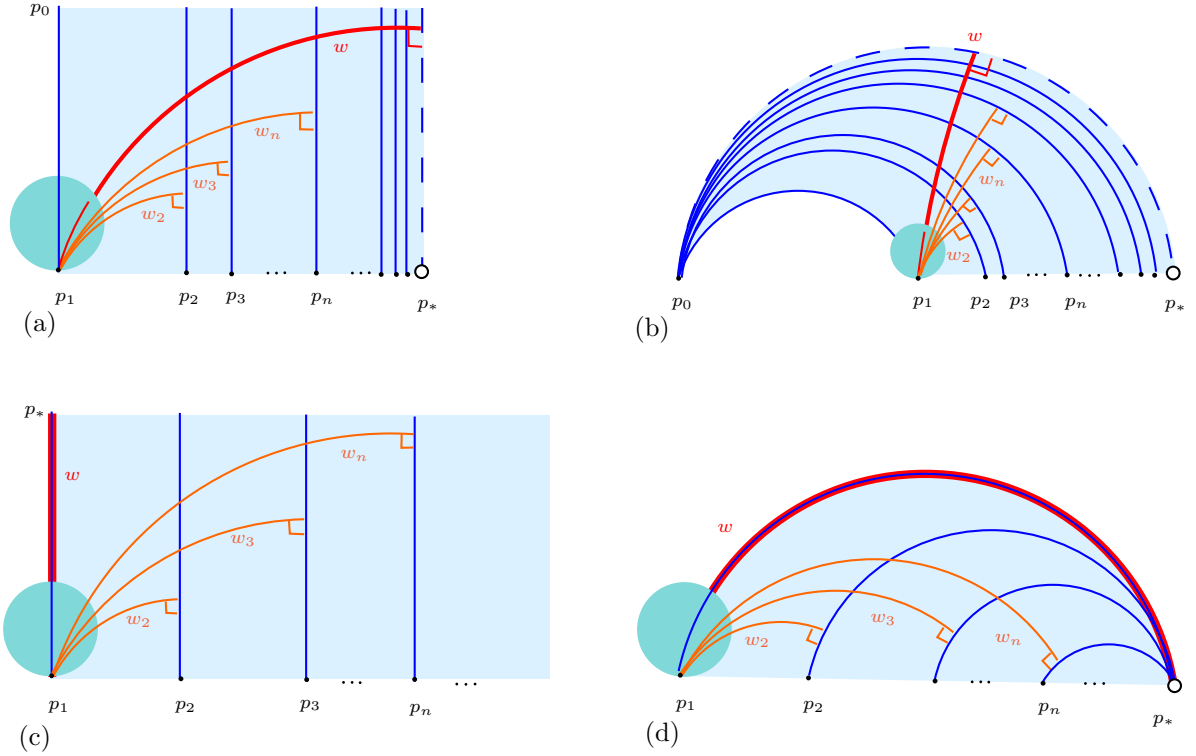 p₀
w
wₙ
w₃
w₂
p₁ p₂ p₃ ... pₙ ... p*
(a)
w
wₙ
w₂
p₀ p₁ p₂ p₃ ... pₙ ... p*
(b)
p*
w
wₙ
w₃
w₂
p₁ p₂ p₃ ... pₙ ...
(c)
w
w₂ w₃ wₙ
p₁ p₂ ... pₙ ... p*
(d)